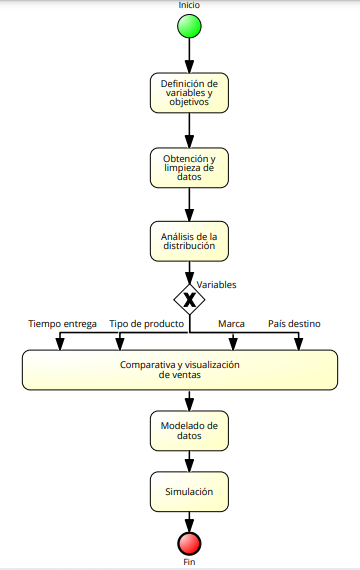 Inicio
Definición de
variables y
objetivos
Obtención y
limpieza de
datos
Análisis de la
distribución
Variables
Tiempo entrega
Tipo de producto
Marca
País destino
Comparativa y visualización
de ventas
Modelado de
datos
Simulación
Fin